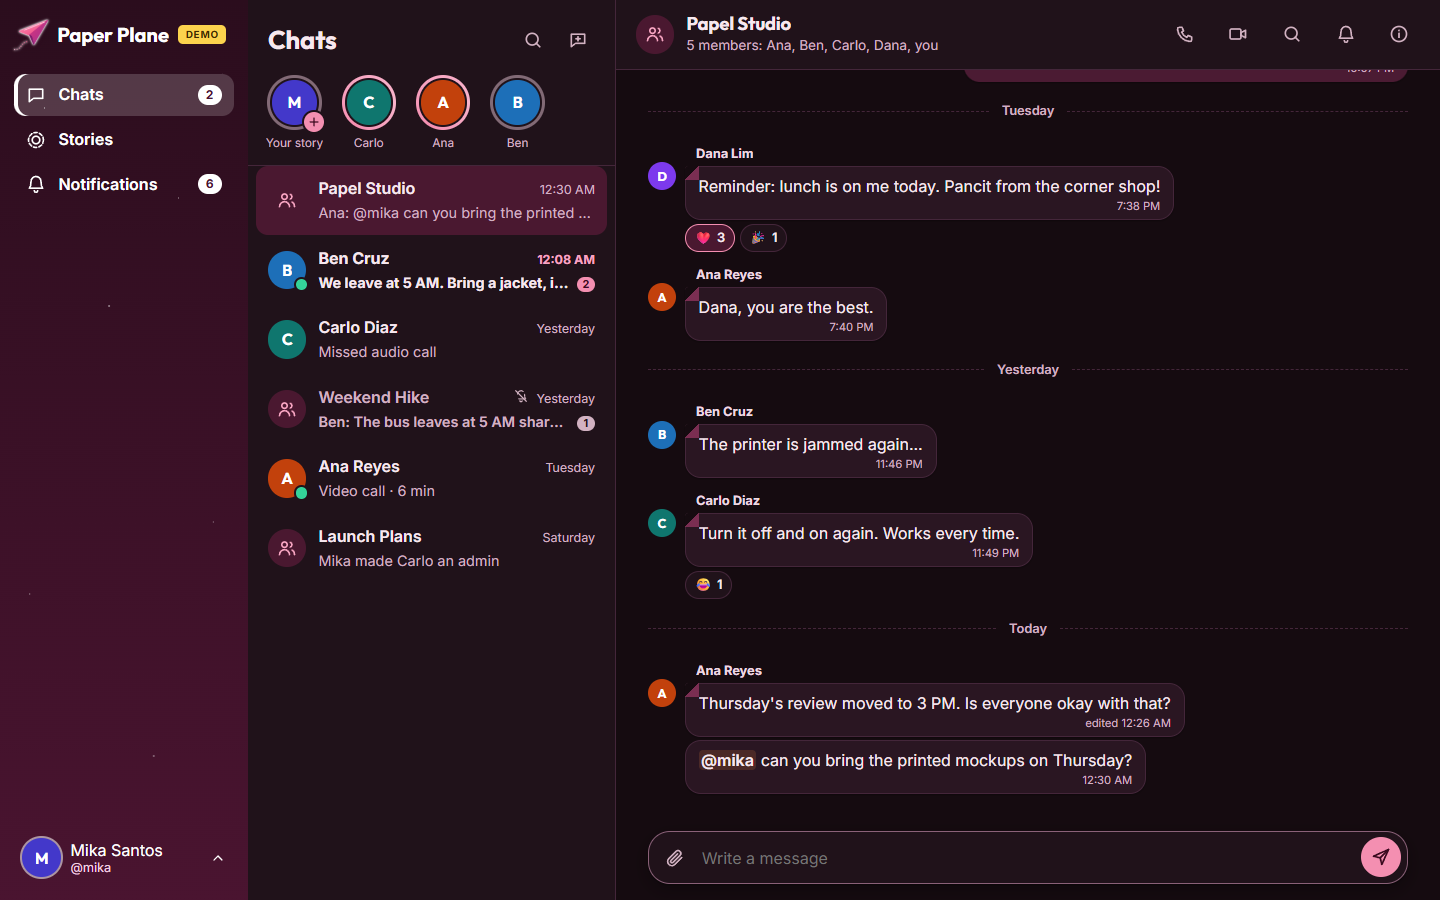 Paper Plane DEMO
Chats 2
Stories
Notifications 6
M Mika Santos
@mika
Chats
M C A B
Your story Carlo Ana Ben
Papel Studio 12:30 AM
Ana: @mika can you bring the printed ...
B Ben Cruz 12:08 AM
We leave at 5 AM. Bring a jacket, i... 2
C Carlo Diaz Yesterday
Missed audio call
Weekend Hike Yesterday
Ben: The bus leaves at 5 AM shar... 1
A Ana Reyes Tuesday
Video call · 6 min
Launch Plans Saturday
Mika made Carlo an admin
Papel Studio
5 members: Ana, Ben, Carlo, Dana, you
Tuesday
Dana Lim
D Reminder: lunch is on me today. Pancit from the corner shop!
7:38 PM
3 1
Ana Reyes
A Dana, you are the best.
7:40 PM
Yesterday
Ben Cruz
B The printer is jammed again...
11:46 PM
Carlo Diaz
C Turn it off and on again. Works every time.
11:49 PM
1
Today
Ana Reyes
A Thursday's review moved to 3 PM. Is everyone okay with that?
edited 12:26 AM
@mika can you bring the printed mockups on Thursday?
12:30 AM
Write a message